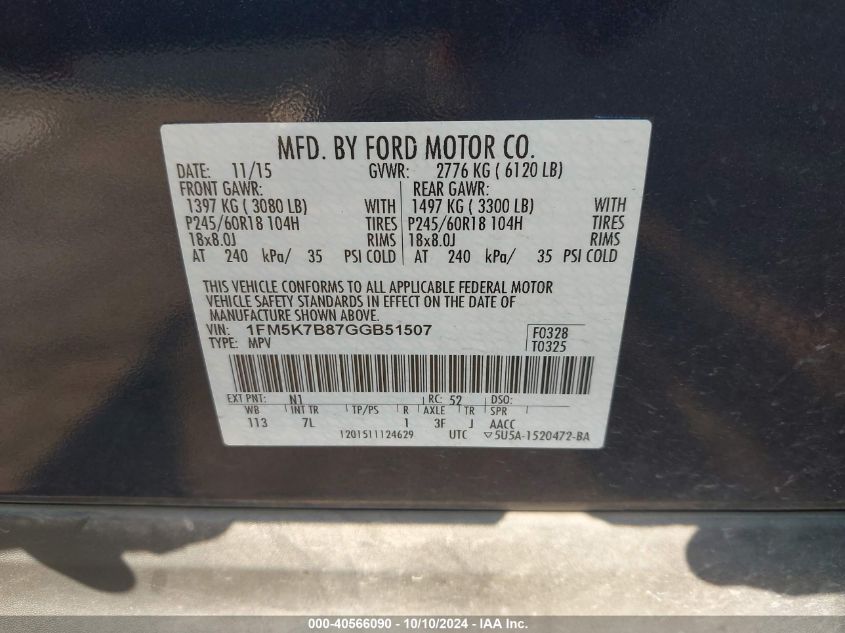 MFD. BY FORD MOTOR CO.
DATE: 11/15 GVWR: 2776 KG ( 6120 LB)
FRONT GAWR: REAR GAWR:
1397 KG ( 3080 LB) WITH 1497 KG ( 3300 LB) WITH
P245/60R18 104H TIRES P245/60R18 104H TIRES
18x8.0J RIMS 18x8.0J RIMS
AT 240 kPa/ 35 PSI COLD AT 240 kPa/ 35 PSI COLD
THIS VEHICLE CONFORMS TO ALL APPLICABLE FEDERAL MOTOR
VEHICLE SAFETY STANDARDS IN EFFECT ON THE DATE OF
MANUFACTURE SHOWN ABOVE.
VIN: 1FM5K7B87GGB51507 F0328
TYPE: MPV T0325
EXT PNT: N1 RC: 52 DSO:
WB INT TR TP/PS R AXLE TR SPR
113 7L 1 3F J AACC
1201511124629 UTC ▽5U5A-1520472-BA
000-40566090 - 10/10/2024 - IAA Inc.